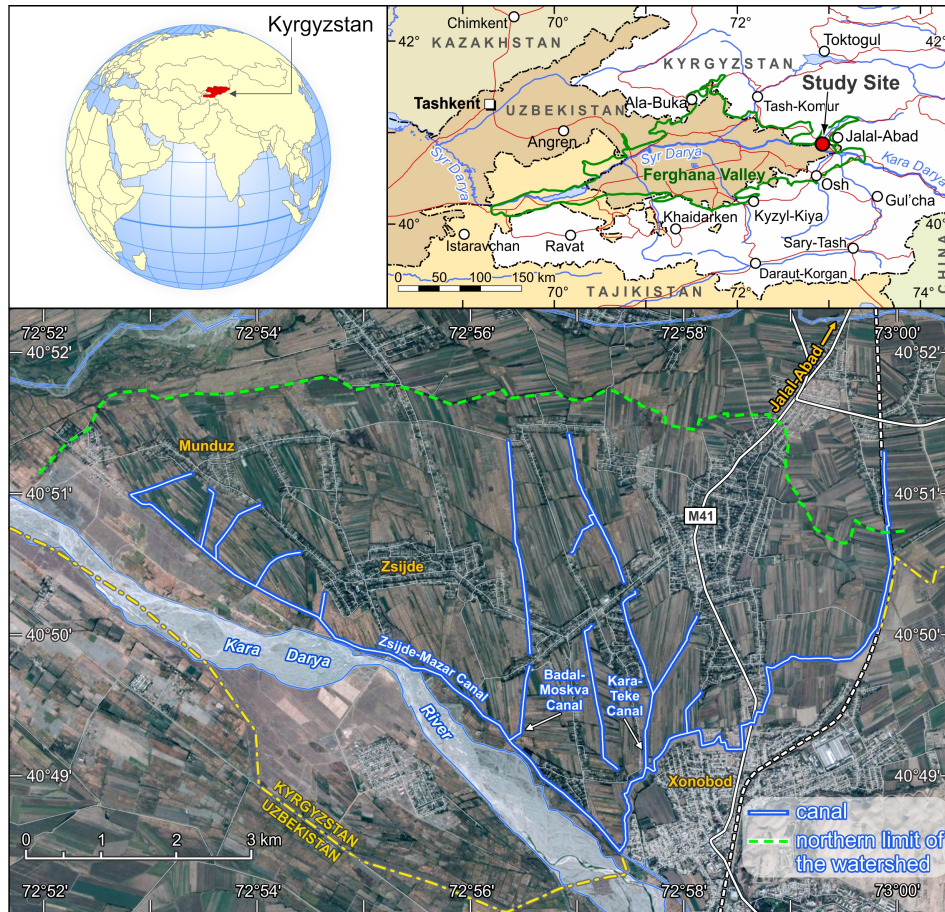 Kyrgyzstan
70°
72°
42°
42°
Chimkent
KAZAKHSTAN
Toktogul
KYRGYZSTAN
Study Site
Tashkent
UZBEKISTAN
Ala-Buka
Tash-Komur
Angren
Jalal-Abad
Syr Darya
Syr Darya
Kara Darya
Ferghana Valley
Osh
Gul'cha
40°
40°
Khaidarken
Kyzyl-Kiya
Istaravchan
Ravat
Sary-Tash
Daraut-Korgan
CHINA
0 50 100 150 km
TAJIKISTAN
70°
72°
74°
72°52'
72°54'
72°56'
72°58'
73°00'
40°52'
40°52'
Jalal-Abad
Munduz
40°51'
40°51'
M41
Zsijde
40°50'
40°50'
Kara Darya
River
Zsijde-Mazar Canal
Badal-
Moskva
Canal
Kara-
Teke
Canal
40°49'
40°49'
Xonobod
KYRGYZSTAN
UZBEKISTAN
0 1 2 3 km
canal
northern limit of
the watershed
72°52'
72°54'
72°56'
72°58'
73°00'